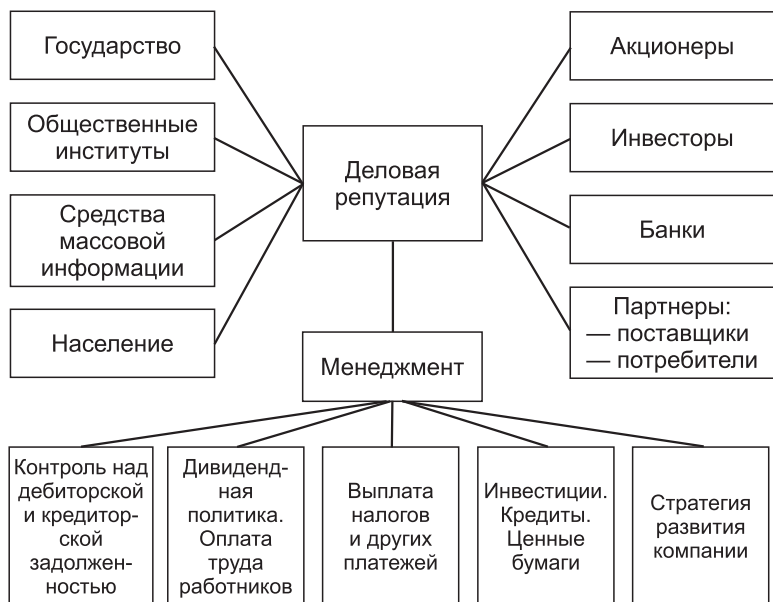 Государство
Общественные
институты
Средства
массовой
информации
Население
Деловая
репутация
Менеджмент
Акционеры
Инвесторы
Банки
Партнеры:
— поставщики
— потребители
Контроль над
дебиторской
и кредитор-
ской
задолжен-
ностью
Дивиденд-
ная
политика.
Оплата
труда
работников
Выплата
налогов
и других
платежей
Инвестиции.
Кредиты.
Ценные
бумаги
Стратегия
развития
компании